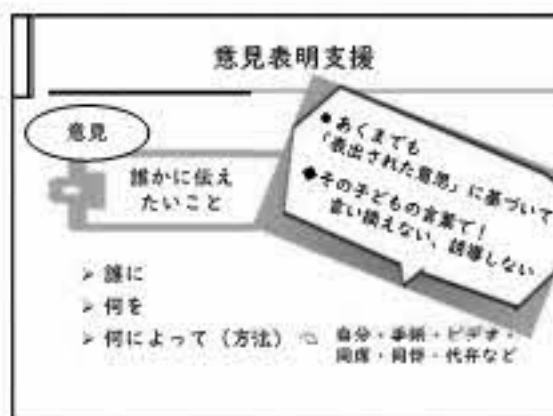 意見表明支援
意見
誰かに伝え
たいこと
●あくまでも
「表出された意思」に基づいて
◆その子どもの言葉で!
言い換えない、誘導しない
➢ 誰に
➢ 何を
➢ 何によって（方法）
自分・手紙・ビデオ・
同席・同伴・代弁など